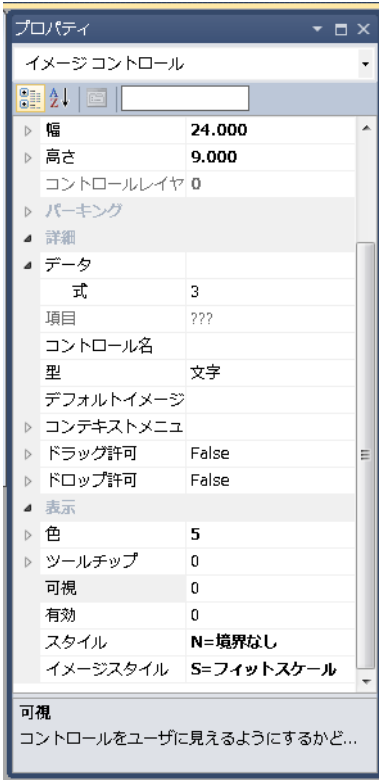 プロパティ
イメージ コントロール
幅 24.000
高さ 9.000
コントロールレイヤ 0
パーキング
詳細
データ
式 3
項目 ???
コントロール名
型 文字
デフォルトイメージ
コンテキストメニュ
ドラッグ許可 False
ドロップ許可 False
表示
色 5
ツールチップ 0
可視 0
有効 0
スタイル N=境界なし
イメージスタイル S=フィットスケール
可視
コントロールをユーザに見えるようにするかど...